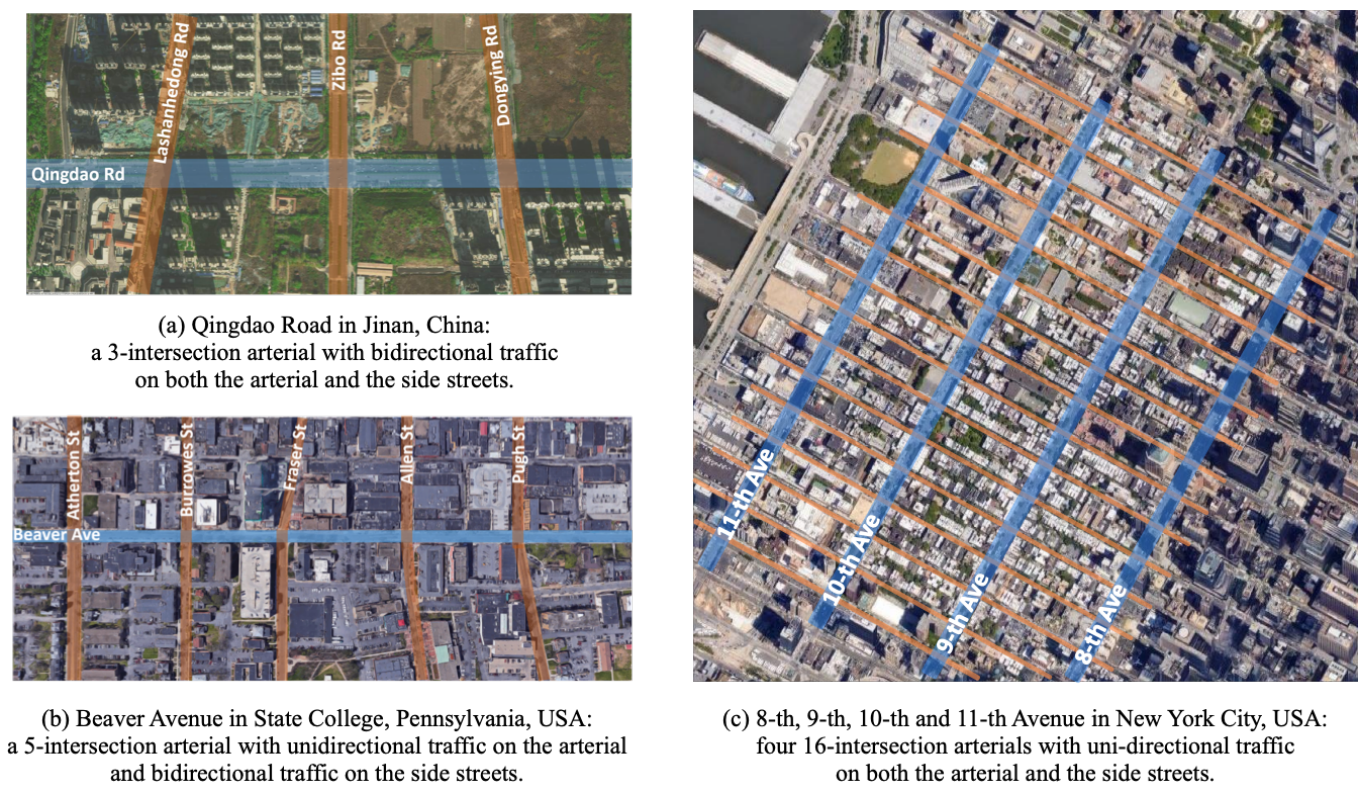 Lashanhedong Rd
Zibo Rd
Dongying Rd
Qingdao Rd
(a) Qingdao Road in Jinan, China:
a 3-intersection arterial with bidirectional traffic
on both the arterial and the side streets.
Atherton St
Burrowes St
Fraser St
Allen St
Pugh St
Beaver Ave
(b) Beaver Avenue in State College, Pennsylvania, USA:
a 5-intersection arterial with unidirectional traffic on the arterial
and bidirectional traffic on the side streets.
11-th Ave
10-th Ave
9-th Ave
8-th Ave
(c) 8-th, 9-th, 10-th and 11-th Avenue in New York City, USA:
four 16-intersection arterials with uni-directional traffic
on both the arterial and the side streets.